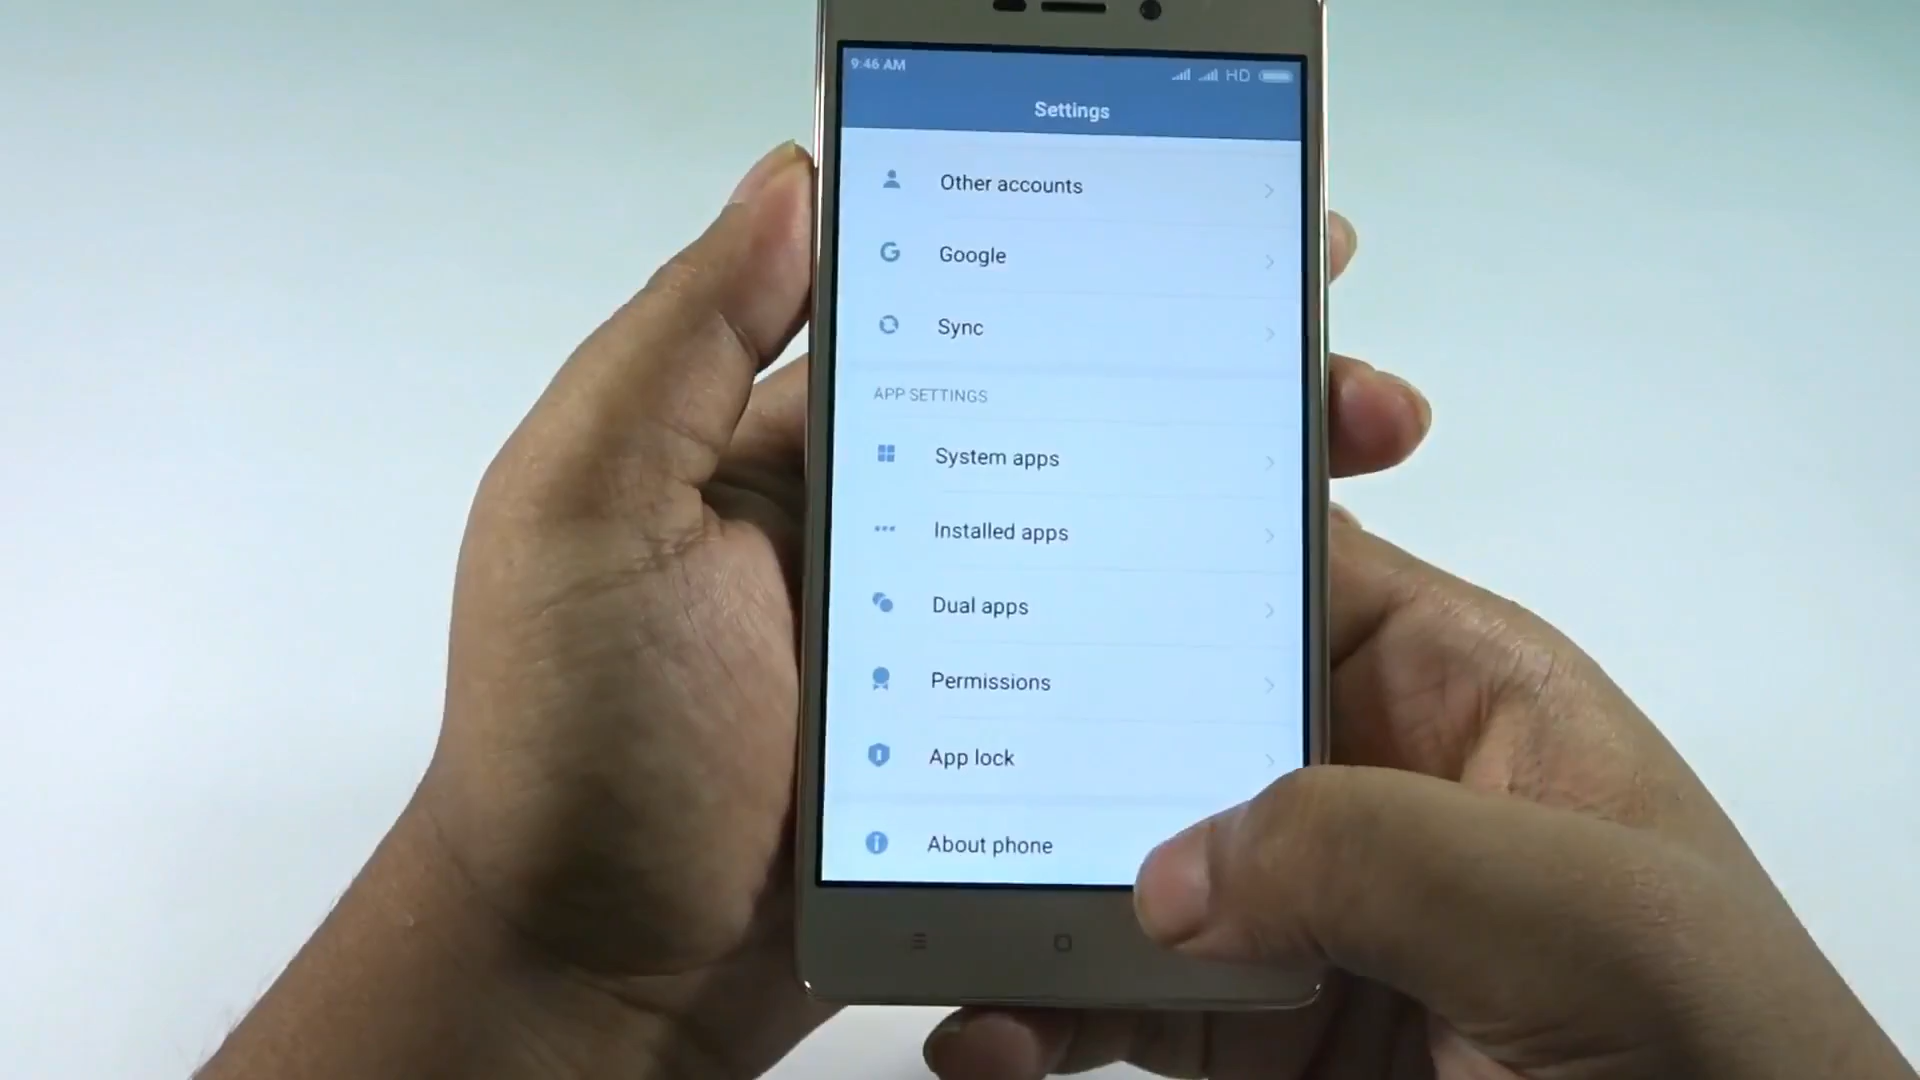 9:46 AM
HD
Settings
Other accounts
Google
Sync
APP SETTINGS
System apps
Installed apps
Dual apps
Permissions
App lock
About phone